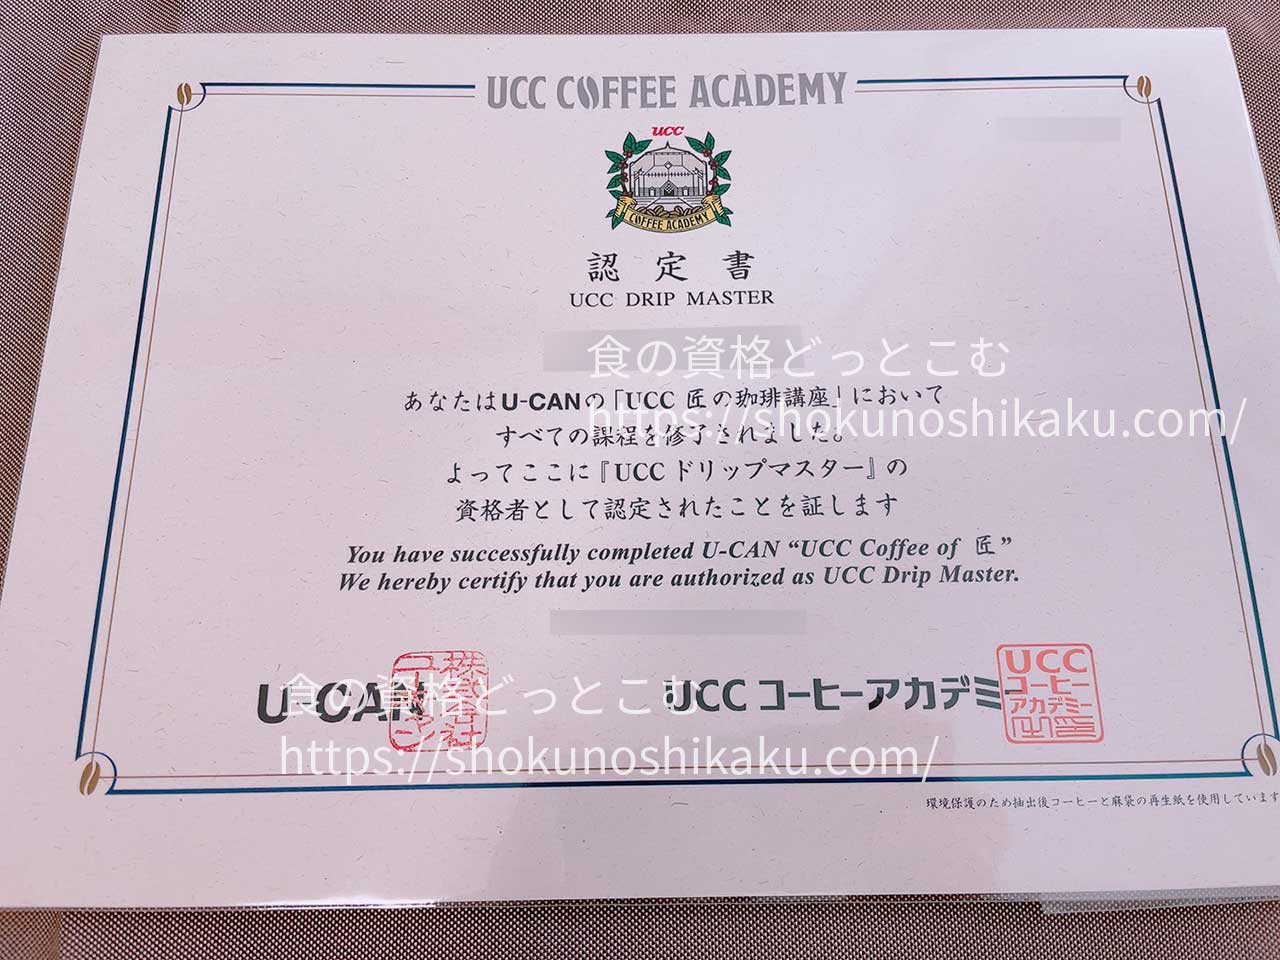 UCC COFFEE ACADEMY
ucc
COFFEE ACADEMY
認定書
UCC DRIP MASTER
食の資格どっとこむ
https://shokunoshikaku.com/
あなたはU-CANの「UCC 匠の珈琲講座」において
すべての課程を修了されました。
よってここに『UCCドリップマスター』の
資格者として認定されたことを証します
You have successfully completed U-CAN “UCC Coffee of 匠”
We hereby certify that you are authorized as UCC Drip Master.
U-CAN
UCC コーヒーアカデミー
UCC
コーヒー
アカデミー
食の資格どっとこむ
https://shokunoshikaku.com/
環境保護のため抽出後コーヒーと麻袋の再生紙を使用しています